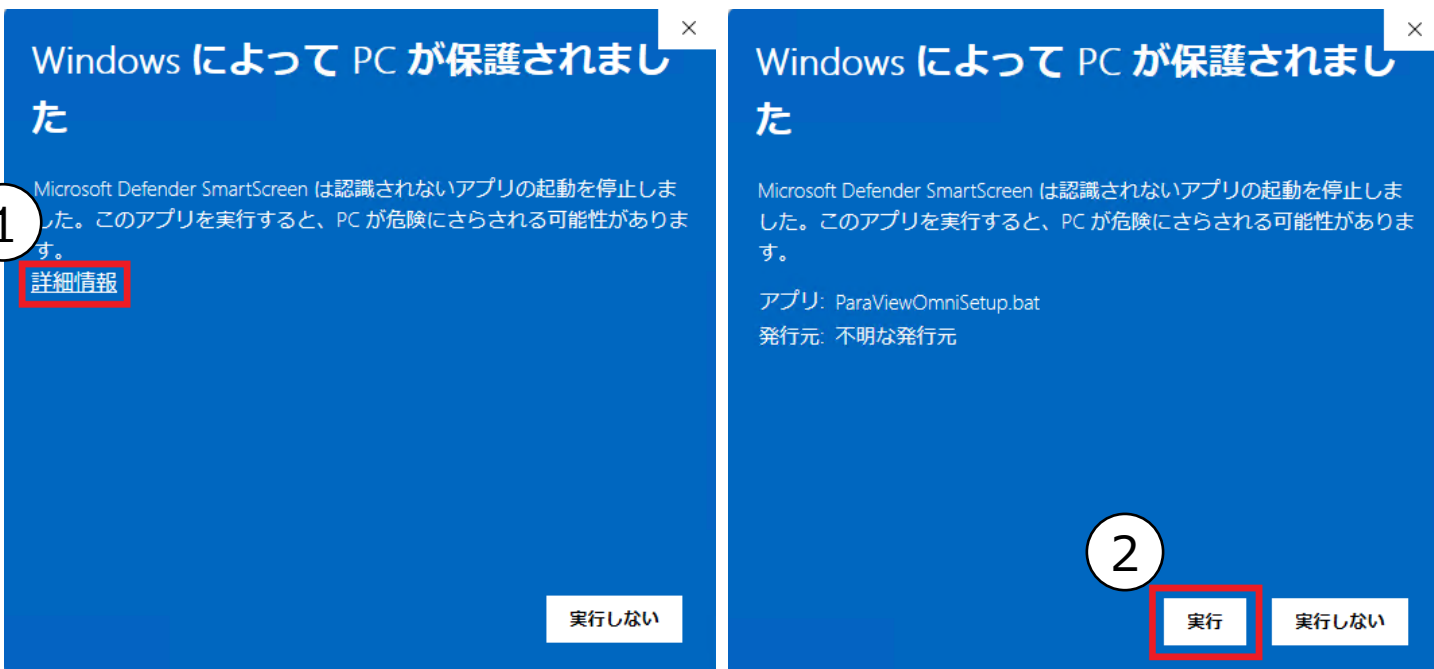 Windows によって PC が保護されまし
た
Microsoft Defender SmartScreen は認識されないアプリの起動を停止しま
した。このアプリを実行すると、PC が危険にさらされる可能性がありま
す。
1
詳細情報
実行しない
Windows によって PC が保護されまし
た
Microsoft Defender SmartScreen は認識されないアプリの起動を停止しま
した。このアプリを実行すると、PC が危険にさらされる可能性がありま
す。
アプリ: ParaViewOmniSetup.bat
発行元: 不明な発行元
2
実行 実行しない